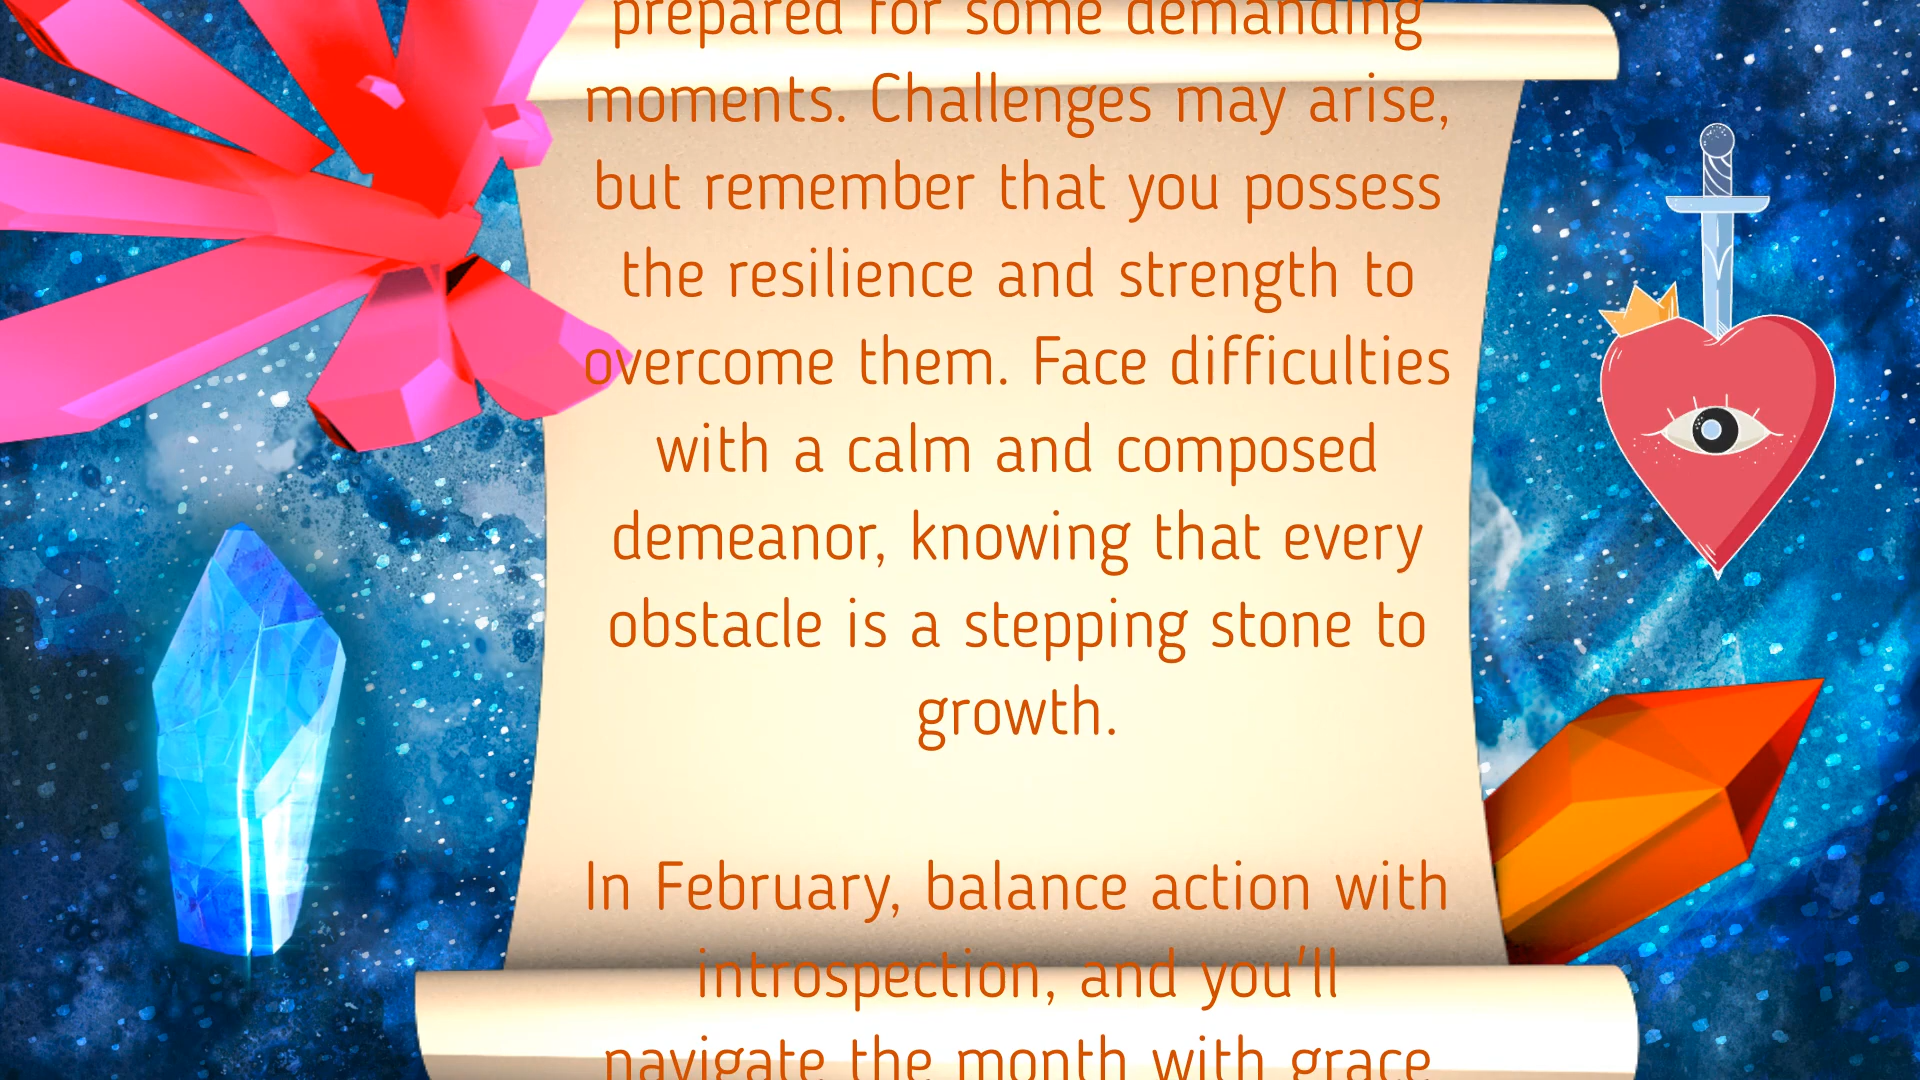 prepared for some demanding
moments. Challenges may arise,
but remember that you possess
the resilience and strength to
overcome them. Face difficulties
with a calm and composed
demeanor, knowing that every
obstacle is a stepping stone to
growth.
In February, balance action with
introspection, and you'll
navigate the month with grace